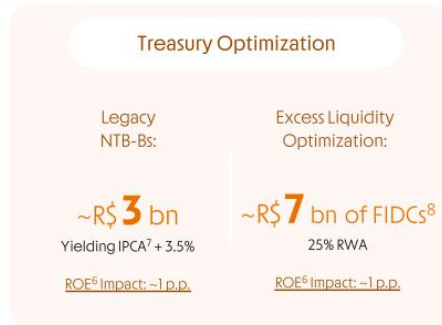 Treasury Optimization
Legacy
NTB-Bs:
~R$ 3 bn
Yielding IPCA⁷ + 3.5%
ROE⁶ Impact: ~1 p.p.
Excess Liquidity
Optimization:
~R$ 7 bn of FIDCs⁸
25% RWA
ROE⁶ Impact: ~1 p.p.